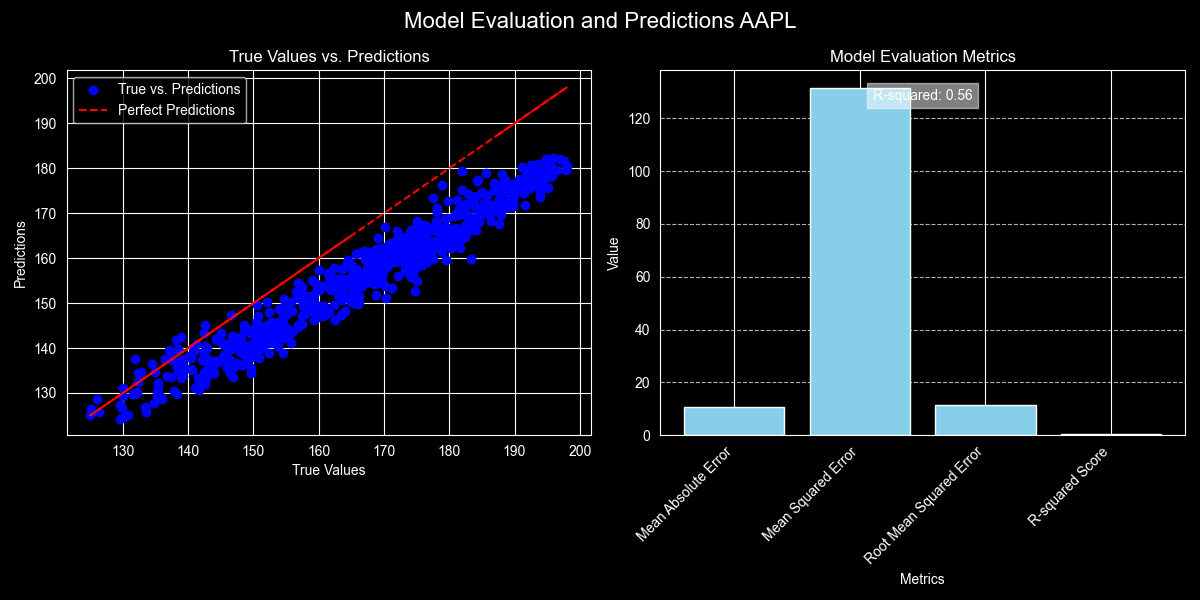 Model Evaluation and Predictions AAPL
True Values vs. Predictions
True vs. Predictions
Perfect Predictions
200
190
180
170
160
150
140
130
Predictions
130 140 150 160 170 180 190 200
True Values
Model Evaluation Metrics
R-squared: 0.56
120
100
80
60
40
20
0
Value
Mean Absolute Error
Mean Squared Error
Root Mean Squared Error
R-squared Score
Metrics